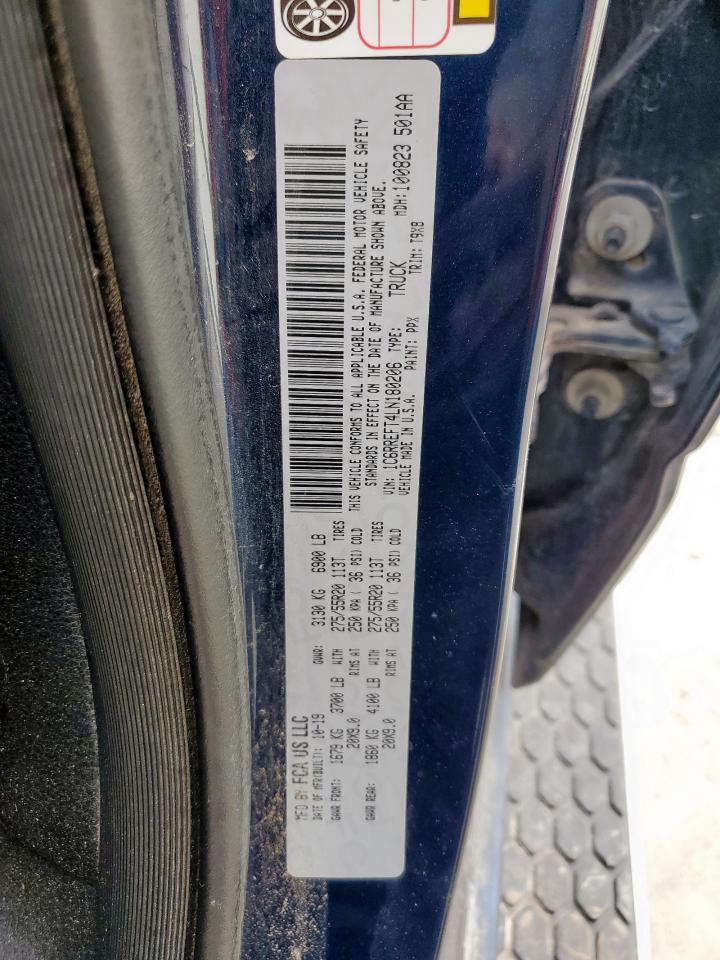 MFD BY FCA US LLC
DATE OF MFR(BUILT): 10-19 GVWR: 3130 KG 6900 LB
GAWR FRONT: 1679 KG 3700 LB WITH 275/55R20 113T TIRES
20X9.0 RIMS AT 250 KPA ( 36 PSI) COLD
GAWR REAR: 1860 KG 4100 LB WITH 275/55R20 113T TIRES
20X9.0 RIMS AT 250 KPA ( 36 PSI) COLD
THIS VEHICLE CONFORMS TO ALL APPLICABLE U.S.A. FEDERAL MOTOR VEHICLE SAFETY
STANDARDS IN EFFECT ON THE DATE OF MANUFACTURE SHOWN ABOVE.
VIN: 1C6RREFT4LN180206 TYPE: TRUCK MDH: 100823 501AA
VEHICLE MADE IN U.S.A. PAINT: PPX TRIM: T9X8